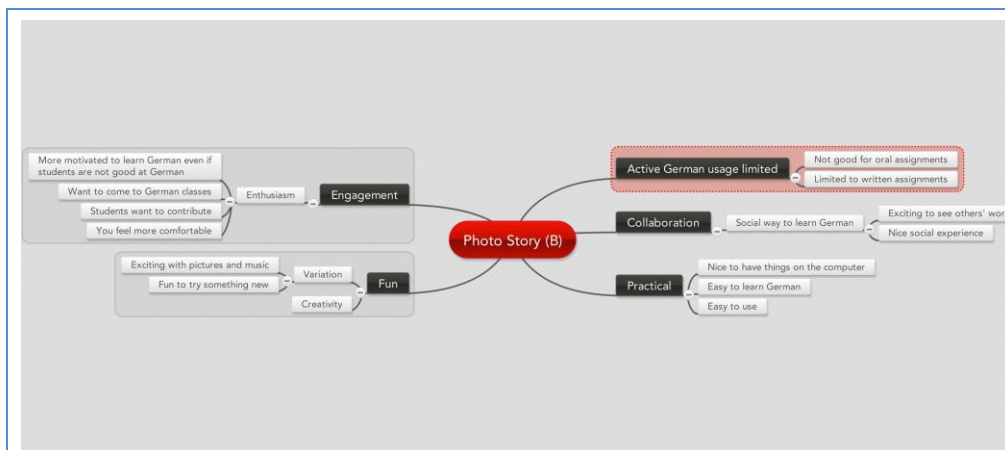 More motivated to learn German even if
students are not good at German
Want to come to German classes
Students want to contribute
You feel more comfortable
Enthusiasm
Engagement
Exciting with pictures and music
Fun to try something new
Variation
Creativity
Fun
Photo Story (B)
Active German usage limited
Not good for oral assignments
Limited to written assignments
Collaboration
Social way to learn German
Exciting to see others'
Nice social experience
Practical
Nice to have things on the computer
Easy to learn German
Easy to use